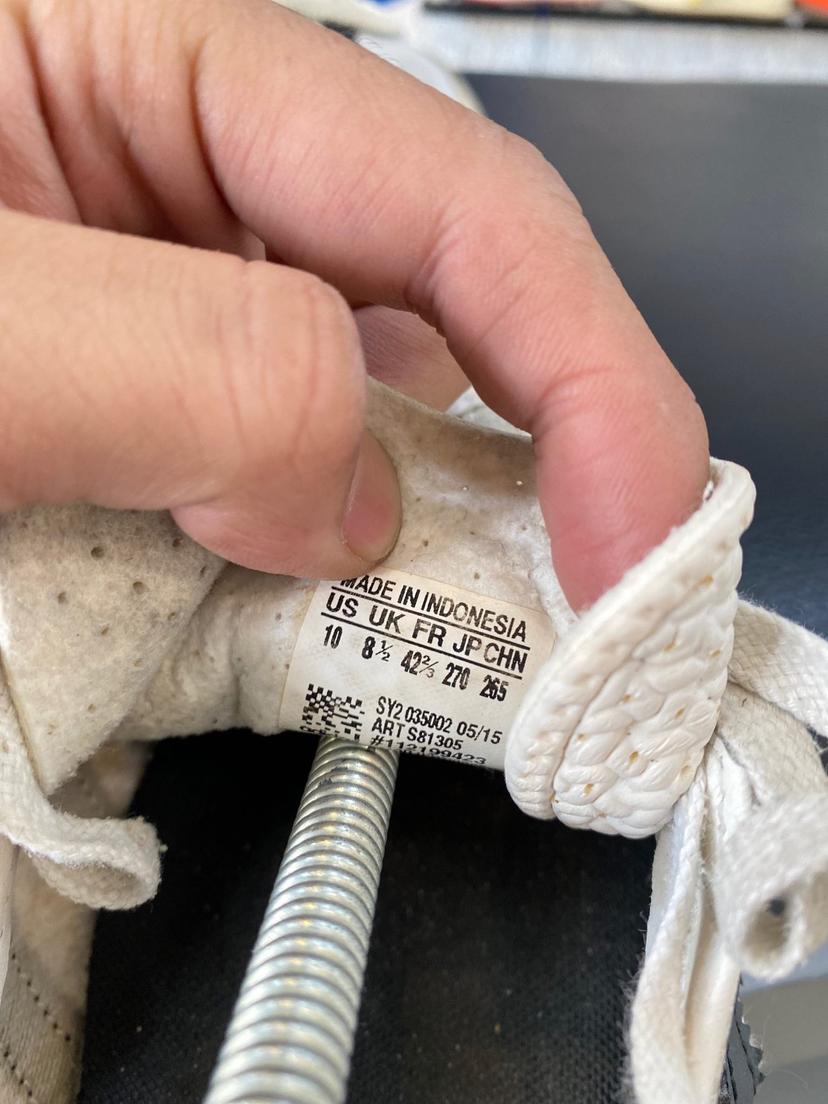 MADE IN INDONESIA
US UK FR JP CHN
10 8½ 42⅔ 270 265
SY2 035002 05/15
ART S81305
#112199423